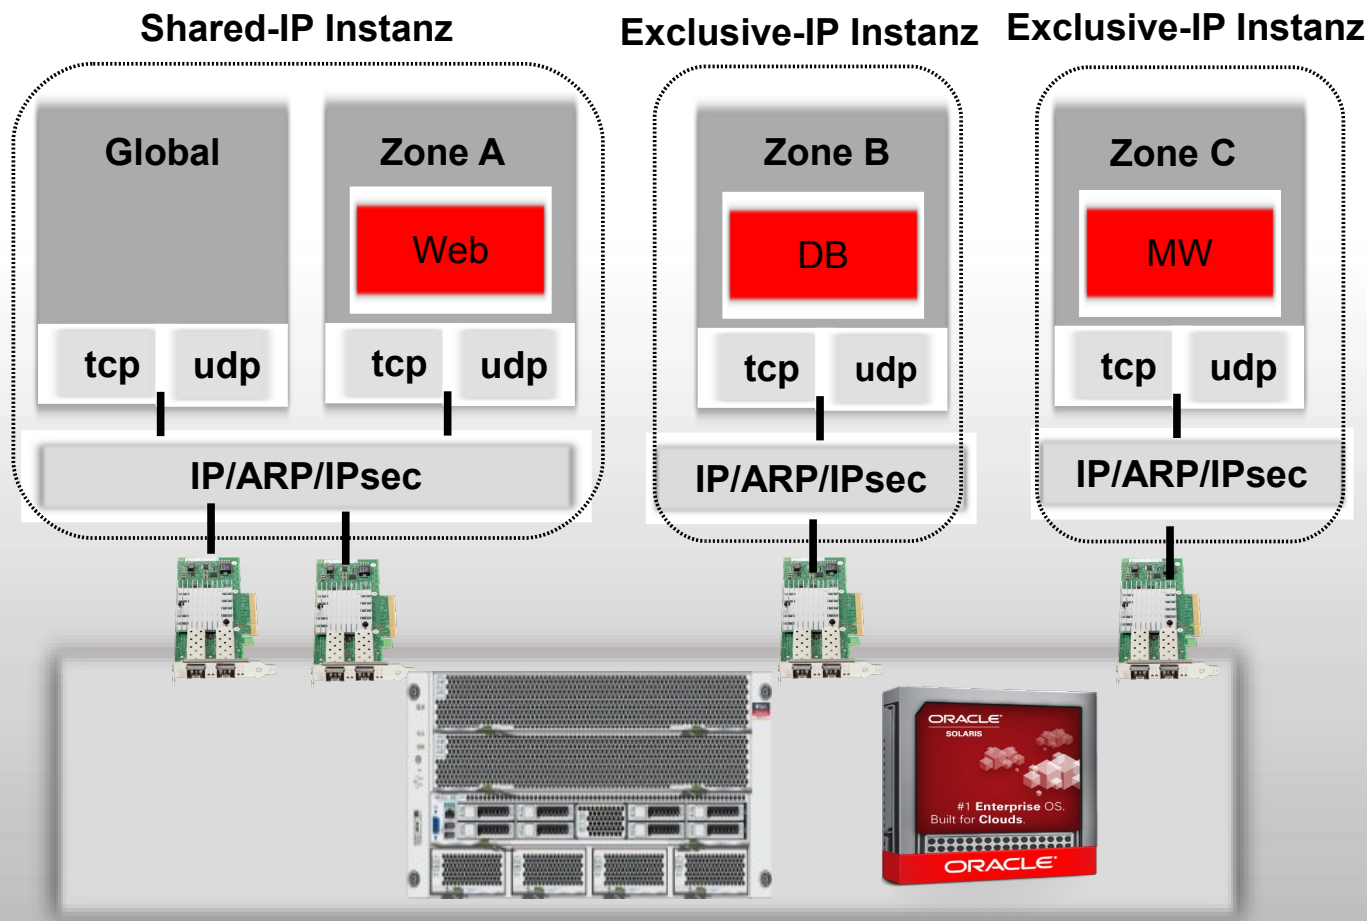 Shared-IP Instanz
Exclusive-IP Instanz
Exclusive-IP Instanz
Global
Zone A
Zone B
Zone C
Web
DB
MW
tcp
udp
tcp
udp
tcp
udp
tcp
udp
IP/ARP/IPsec
IP/ARP/IPsec
IP/ARP/IPsec
ORACLE
SOLARIS
#1 Enterprise OS.
Built for Clouds.
ORACLE